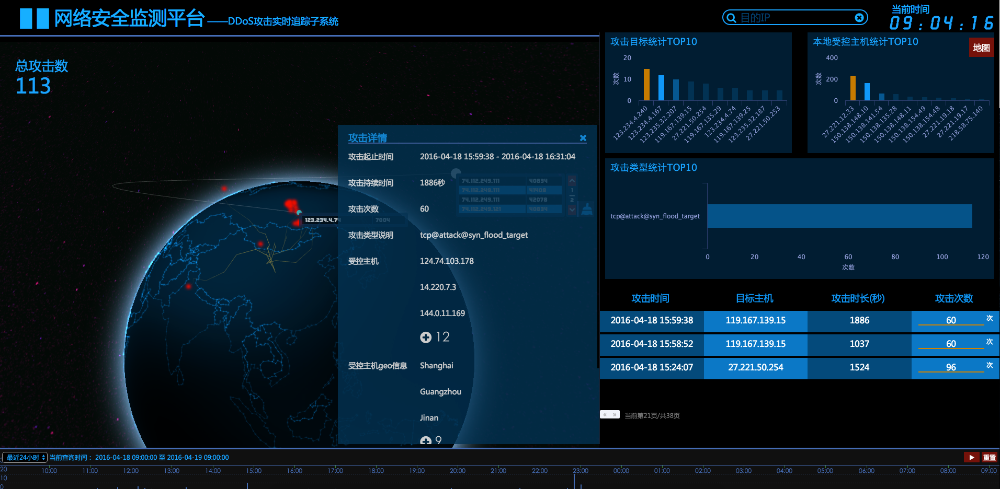 网络安全监测平台 ——DDoS攻击实时追踪子系统
目的IP
当前时间
09:04:16
总攻击数
113
攻击详情
攻击起止时间 2016-04-18 15:59:38 - 2016-04-18 16:31:04
攻击持续时间 1886秒
攻击次数 60
攻击类型说明 tcp@attack@syn_flood_target
受控主机 124.74.103.178
14.220.7.3
144.0.11.169
12
受控主机geo信息 Shanghai
Guangzhou
Jinan
9
74.112.249.111 40834
74.112.249.111 41408
74.112.249.111 42078
74.112.249.121 40834
1
2
123.234.4.74 7004
攻击目标统计TOP10
次数
20
10
0
123.234.4.240
123.234.4.167
123.235.32.207
119.167.139.15
27.221.50.254
119.167.135.29
123.234.4.74
119.167.139.25
123.235.32.187
27.221.50.253
本地受控主机统计TOP10
地图
次数
400
200
0
27.221.12.33
150.138.148.10
150.138.141.54
150.138.135.28
150.138.148.11
150.138.154.49
150.138.154.48
27.221.219.18
27.221.219.17
218.58.75.140
攻击类型统计TOP10
tcp@attack@syn_flood_target
0 20 40 60 80 100 120
次数
攻击时间 目标主机 攻击时长(秒) 攻击次数
2016-04-18 15:59:38 119.167.139.15 1886 60 次
2016-04-18 15:58:52 119.167.139.15 1037 60 次
2016-04-18 15:24:07 27.221.50.254 1524 96 次
« » 当前第21页/共38页
最近24小时 当前查询时间： 2016-04-18 09:00:00 至 2016-04-19 09:00:00
重置
20
10:00 11:00 12:00 13:00 14:00 15:00 16:00 17:00 18:00 19:00 20:00 21:00 22:00 23:00 00:00 01:00 02:00 03:00 04:00 05:00 06:00 07:00 08:00 09:00
10
0